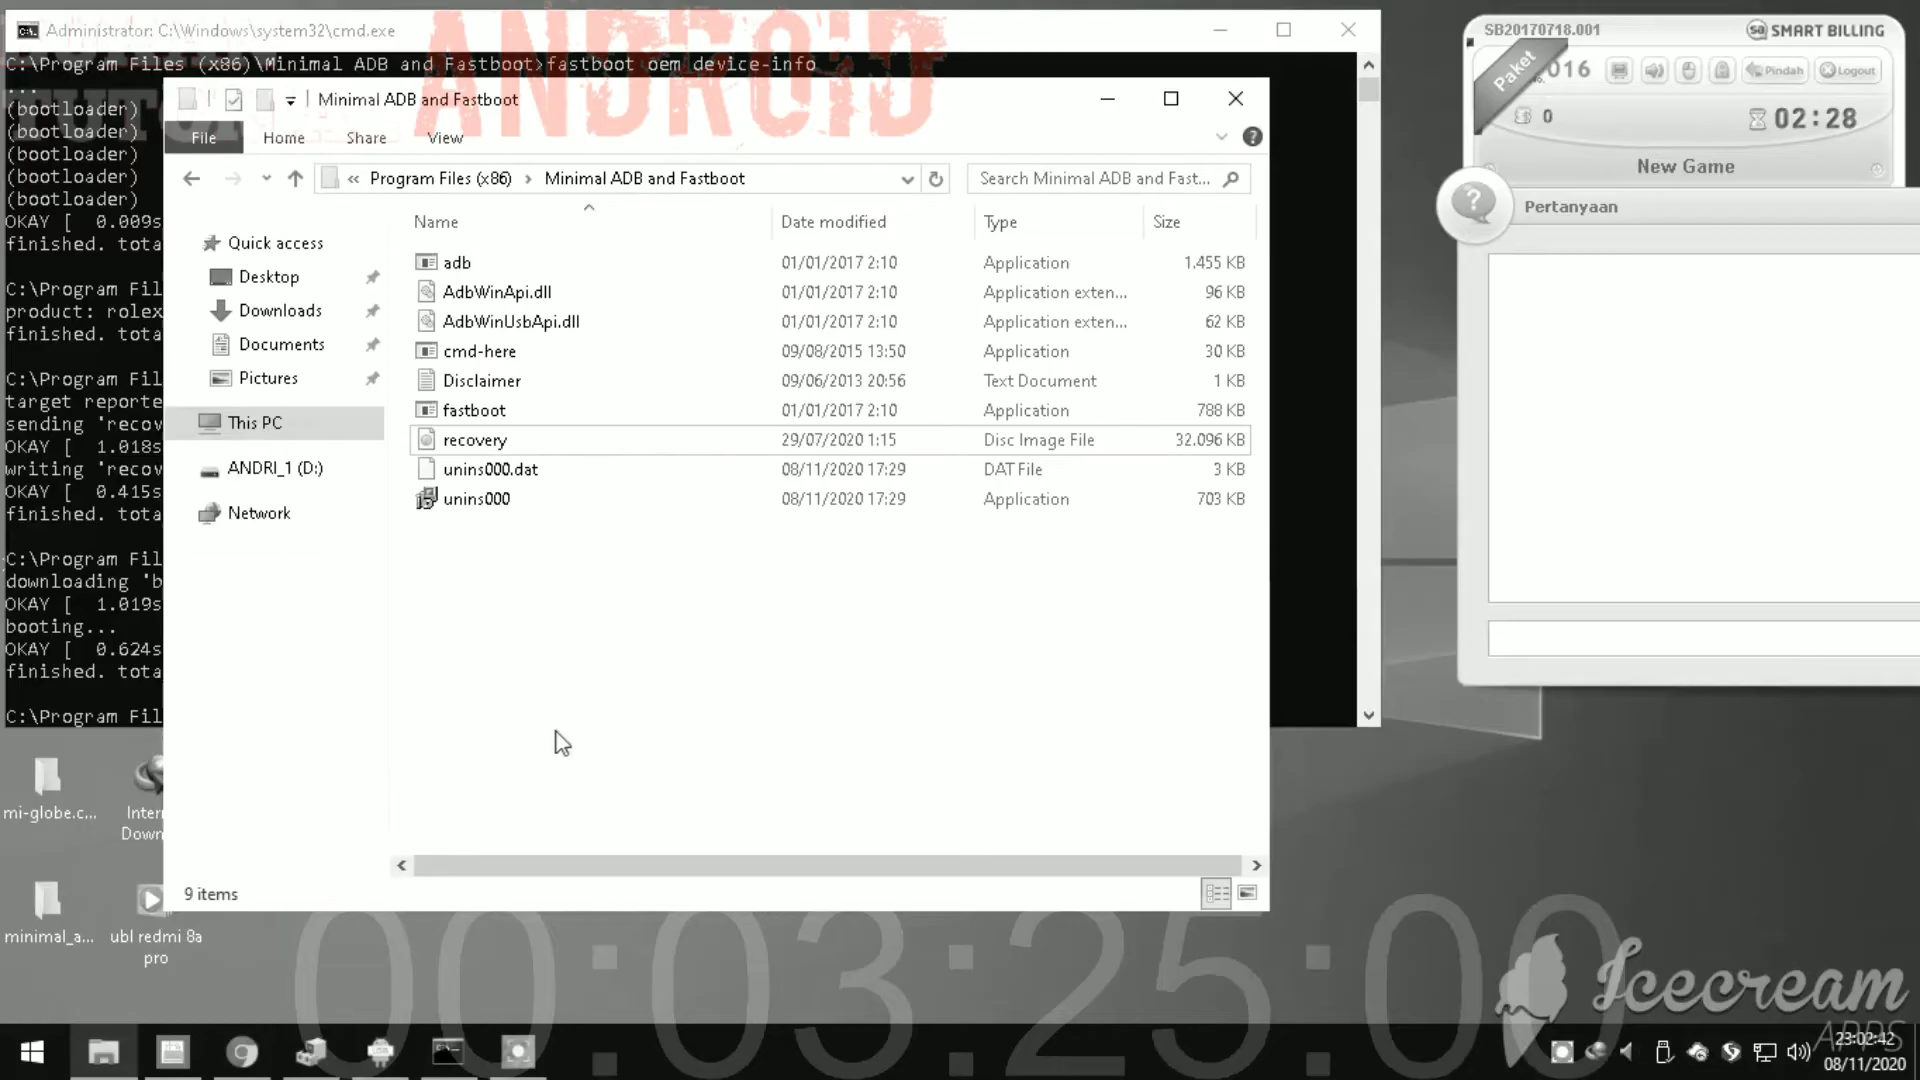 Administrator: C:\Windows\system32\cmd.exe
ANDROID
C:\Program Files (x86)\Minimal ADB and Fastboot>fastboot oem device-info
...
(bootloader)
(bootloader)
(bootloader)
(bootloader)
(bootloader)
OKAY [  0.009s
finished. tota
C:\Program Fil
product: rolex
finished. tota
C:\Program Fil
target reporte
sending 'recov
OKAY [  1.018s
writing 'recov
OKAY [  0.415s
finished. tota
C:\Program Fil
downloading 'b
OKAY [  1.019s
booting...
OKAY [  0.624s
finished. tota
C:\Program Fil
Minimal ADB and Fastboot
File Home Share View
« Program Files (x86) › Minimal ADB and Fastboot
Search Minimal ADB and Fast...
Quick access
Desktop
Downloads
Documents
Pictures
This PC
ANDRI_1 (D:)
Network
Name Date modified Type Size
adb 01/01/2017 2:10 Application 1.455 KB
AdbWinApi.dll 01/01/2017 2:10 Application exten... 96 KB
AdbWinUsbApi.dll 01/01/2017 2:10 Application exten... 62 KB
cmd-here 09/08/2015 13:50 Application 30 KB
Disclaimer 09/06/2013 20:56 Text Document 1 KB
fastboot 01/01/2017 2:10 Application 788 KB
recovery 29/07/2020 1:15 Disc Image File 32.096 KB
unins000.dat 08/11/2020 17:29 DAT File 3 KB
unins000 08/11/2020 17:29 Application 703 KB
9 items
SB20170718.001 SMART BILLING
Paket 016 Pindah Logout
0 02:28
New Game
Pertanyaan
mi-globe.c...
Inter
Down
minimal_a...
ubl redmi 8a
pro
00:03:25:00
Icecream
APPS
23:02:42
08/11/2020